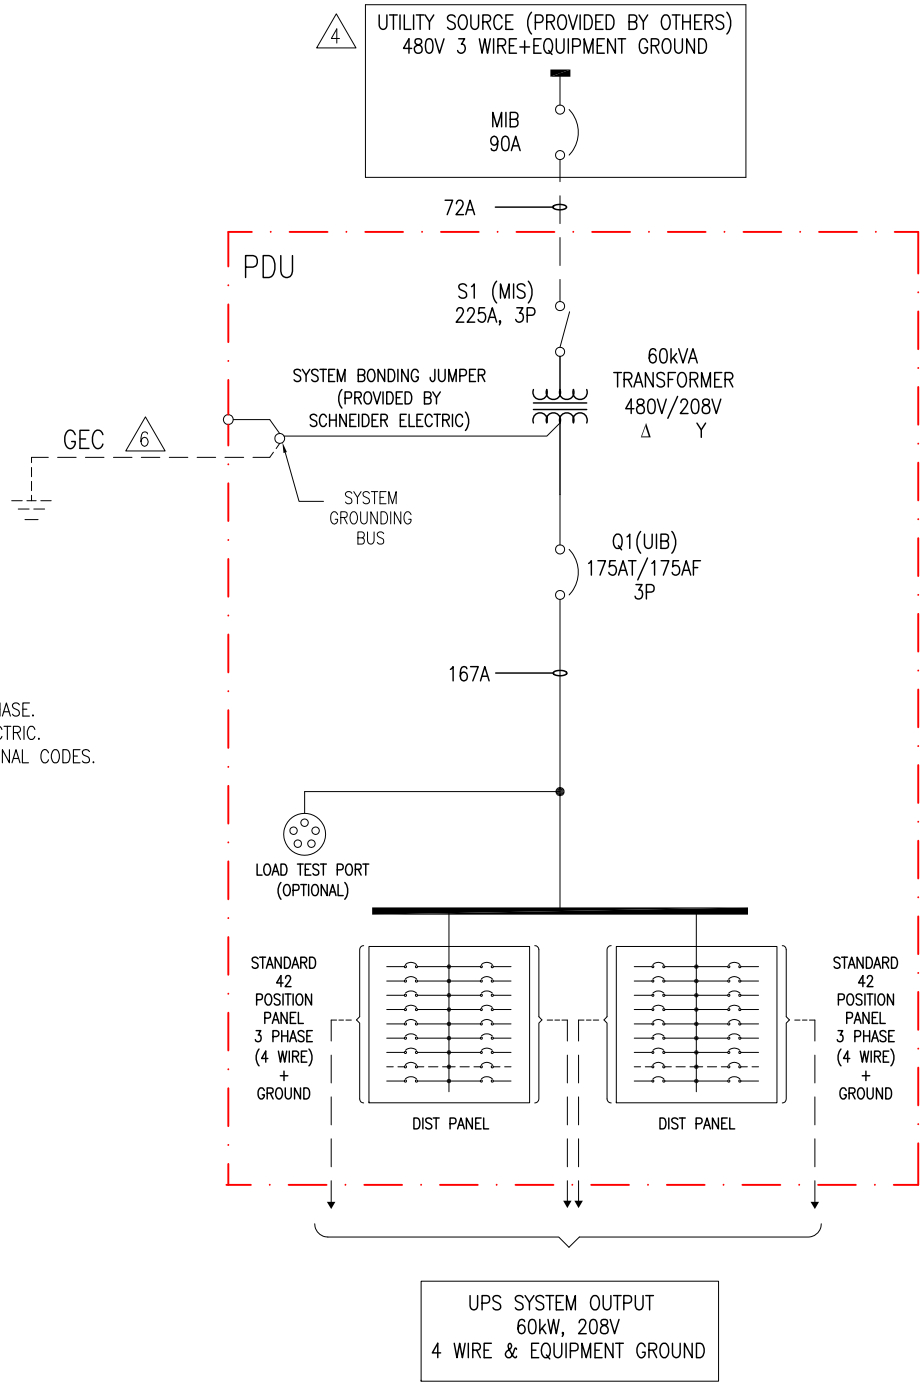 UTILITY SOURCE (PROVIDED BY OTHERS)
480V 3 WIRE+EQUIPMENT GROUND
4
MIB
90A
72A
PDU
S1 (MIS)
225A, 3P
60kVA
TRANSFORMER
480V/208V
Δ Y
SYSTEM BONDING JUMPER
(PROVIDED BY
SCHNEIDER ELECTRIC)
GEC
6
SYSTEM
GROUNDING
BUS
Q1(UIB)
175AT/175AF
3P
167A
HASE.
CTRIC.
NAL CODES.
LOAD TEST PORT
(OPTIONAL)
STANDARD
42
POSITION
PANEL
3 PHASE
(4 WIRE)
+
GROUND
DIST PANEL
DIST PANEL
STANDARD
42
POSITION
PANEL
3 PHASE
(4 WIRE)
+
GROUND
UPS SYSTEM OUTPUT
60kW, 208V
4 WIRE & EQUIPMENT GROUND